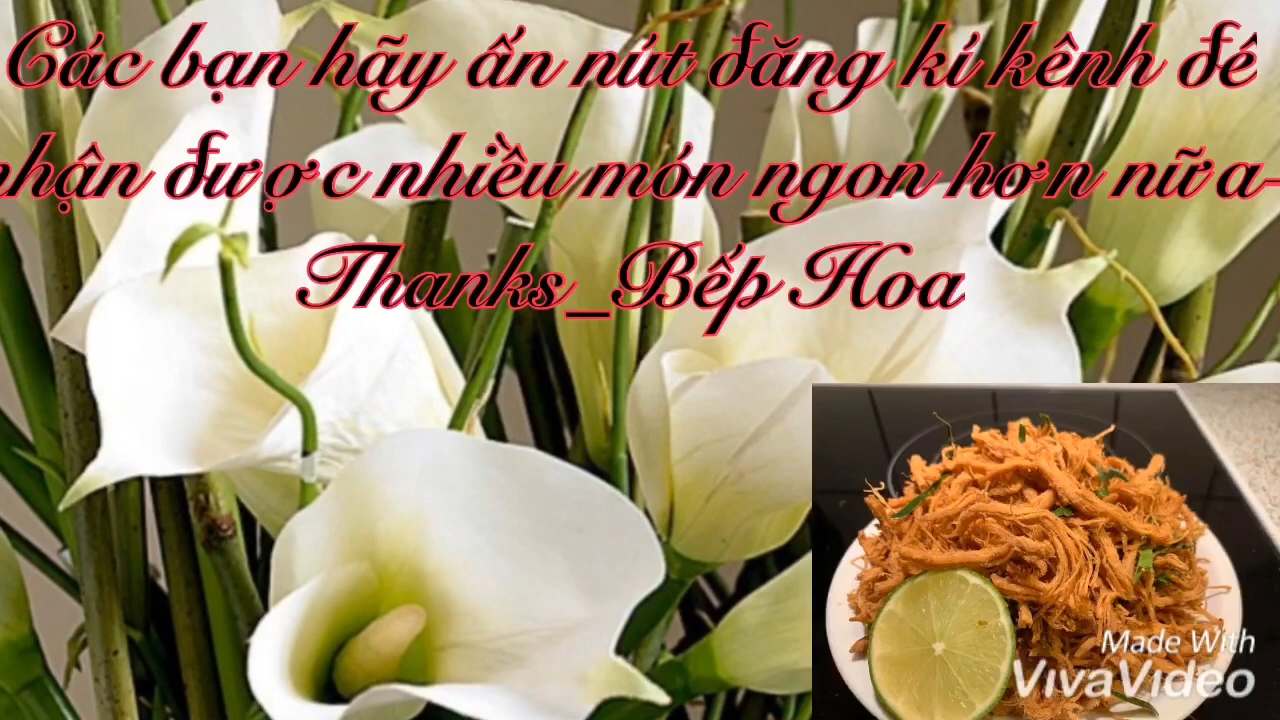 Các bạn hãy ấn nút đăng kí kênh để
nhận được nhiều món ngon hơn nữa-
Thanks_Bếp Hoa
Made With
VivaVideo